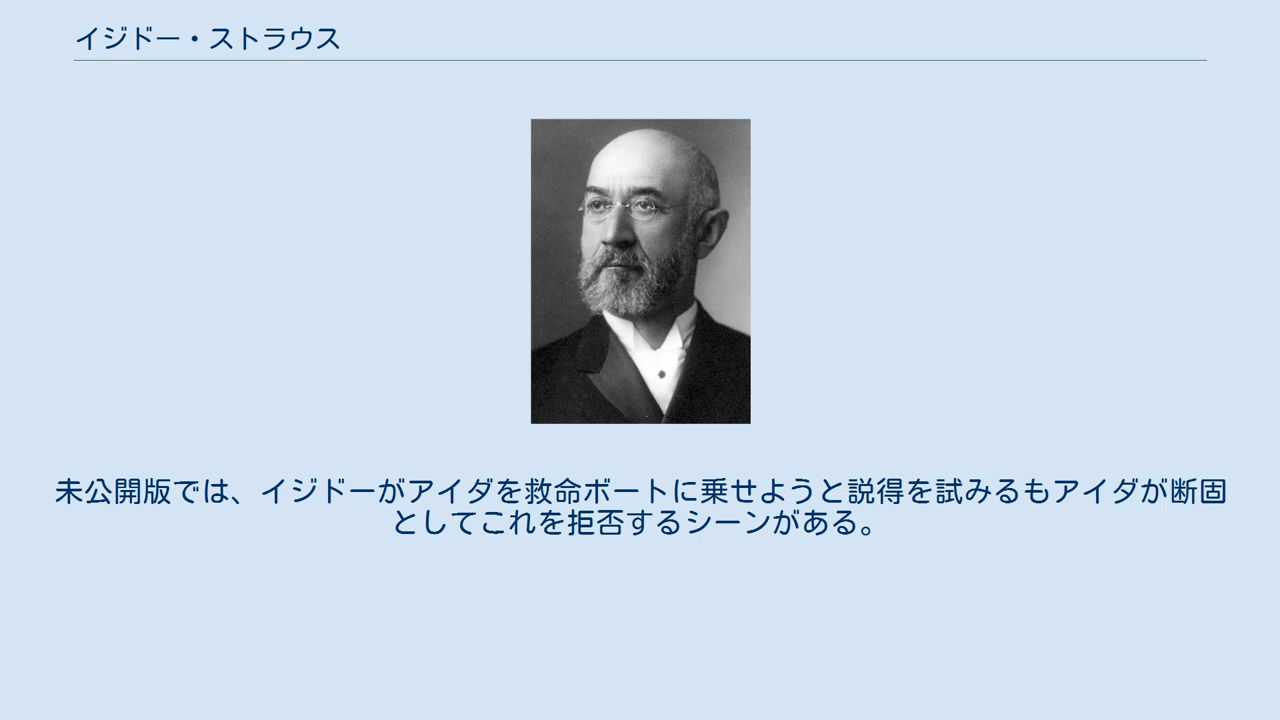 イジドー・ストラウス
未公開版では、イジドーがアイダを救命ボートに乗せようと説得を試みるもアイダが断固
としてこれを拒否するシーンがある。